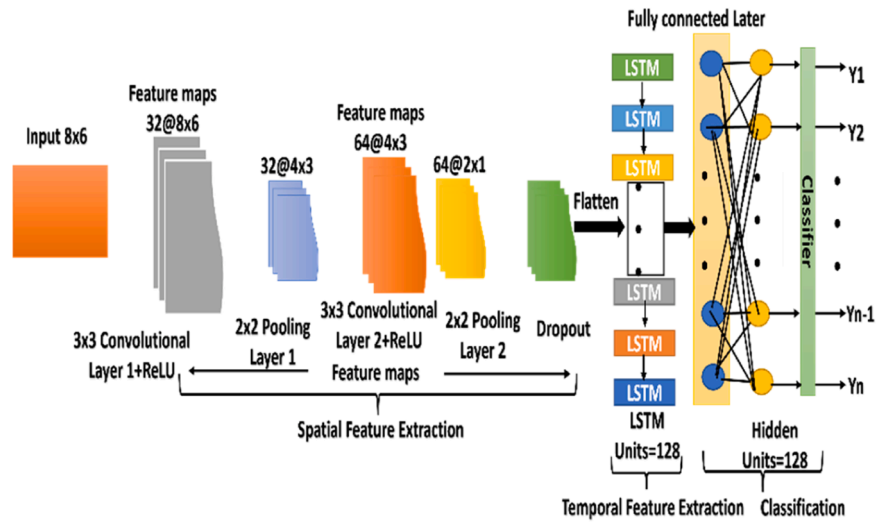 Fully connected Later
Input 8x6
Feature maps
32@8x6
32@4x3
Feature maps
64@4x3
64@2x1
Flatten
LSTM
LSTM
LSTM
LSTM
LSTM
LSTM
Classifier
Y1
Y2
Yn-1
Yn
3x3 Convolutional
Layer 1+ReLU
2x2 Pooling
Layer 1
3x3 Convolutional
Layer 2+ReLU
2x2 Pooling
Layer 2
Dropout
Feature maps
Spatial Feature Extraction
LSTM
Units=128
Hidden
Units=128
Temporal Feature Extraction
Classification